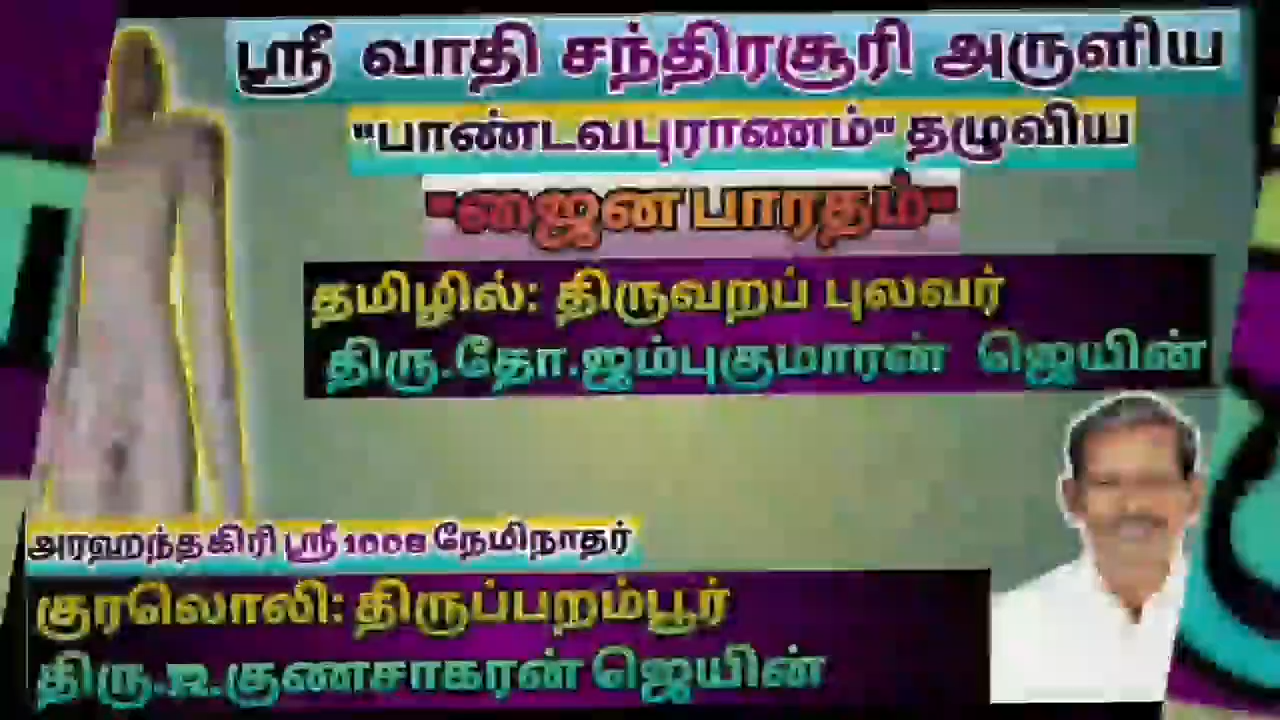 ஸ்ரீ வாதி சந்திரசூரி அருளிய
"பாண்டவபுராணம்" தழுவிய
"ஜைன பாரதம்"
தமிழில்: திருவறப் புலவர்
திரு.தோ.ஜம்புகுமாரன் ஜெயின்
அரஹந்தகிரி ஸ்ரீ 1008 நேமிநாதர்
குரலொலி: திருப்பறம்பூர்
திரு.ஐ.குணசாகரன் ஜெயின்